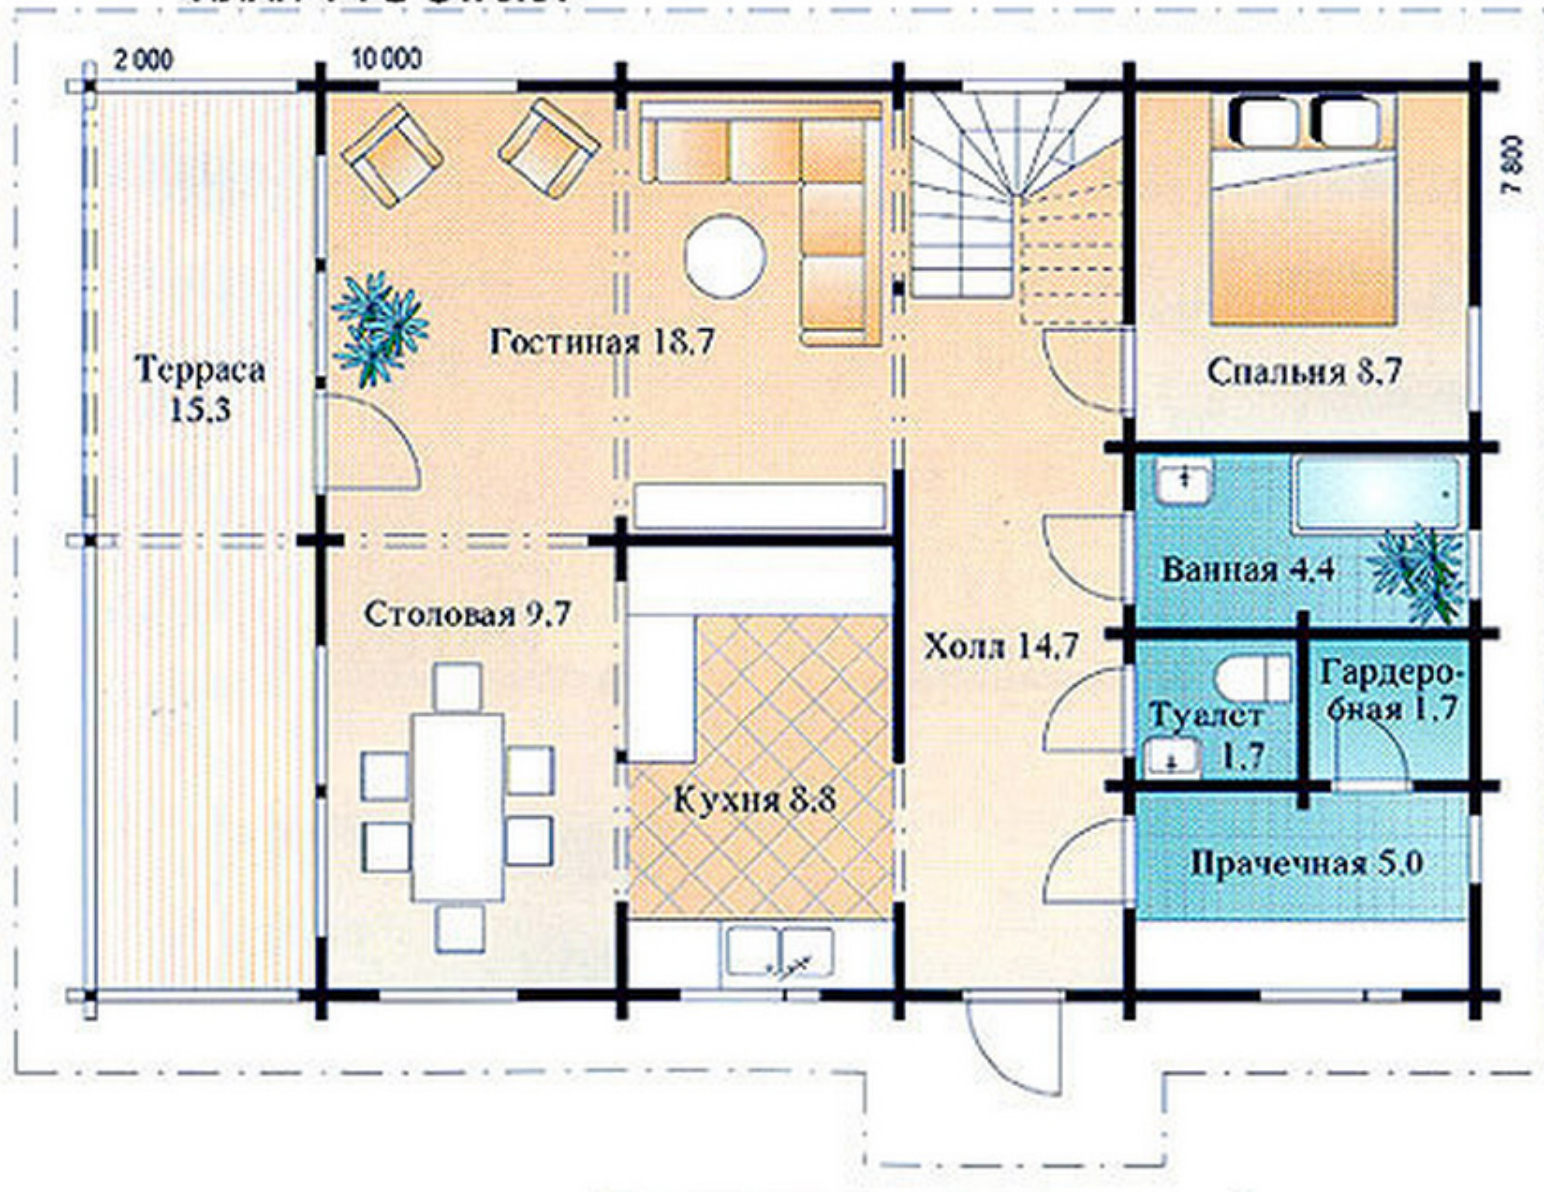 2 000
10 000
7 800
Гостиная 18.7
Терраса
15.3
Спальня 8.7
Ванная 4.4
Столовая 9.7
Холл 14.7
Гардеро-
бная 1.7
Туалет
1.7
Кухня 8.8
Прачечная 5.0